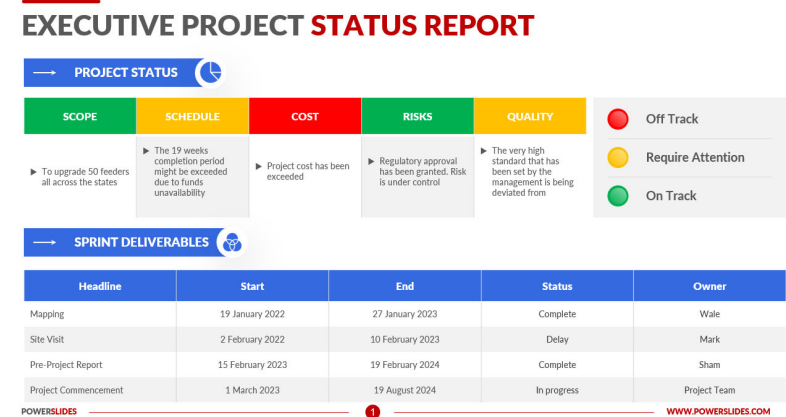 EXECUTIVE PROJECT STATUS REPORT
PROJECT STATUS
SCOPE SCHEDULE COST RISKS QUALITY
To upgrade 50 feeders
all across the states
The 19 weeks
completion period
might be exceeded
due to funds
unavailability
Project cost has been
exceeded
Regulatory approval
has been granted. Risk
is under control
The very high
standard that has
been set by the
management is being
deviated from
Off Track
Require Attention
On Track
SPRINT DELIVERABLES
Headline Start End Status Owner
Mapping 19 January 2022 27 January 2023 Complete Wale
Site Visit 2 February 2022 10 February 2023 Delay Mark
Pre-Project Report 15 February 2023 19 February 2024 Complete Sham
Project Commencement 1 March 2023 19 August 2024 In progress Project Team
POWERSLIDES 1 WWW.POWERSLIDES.COM